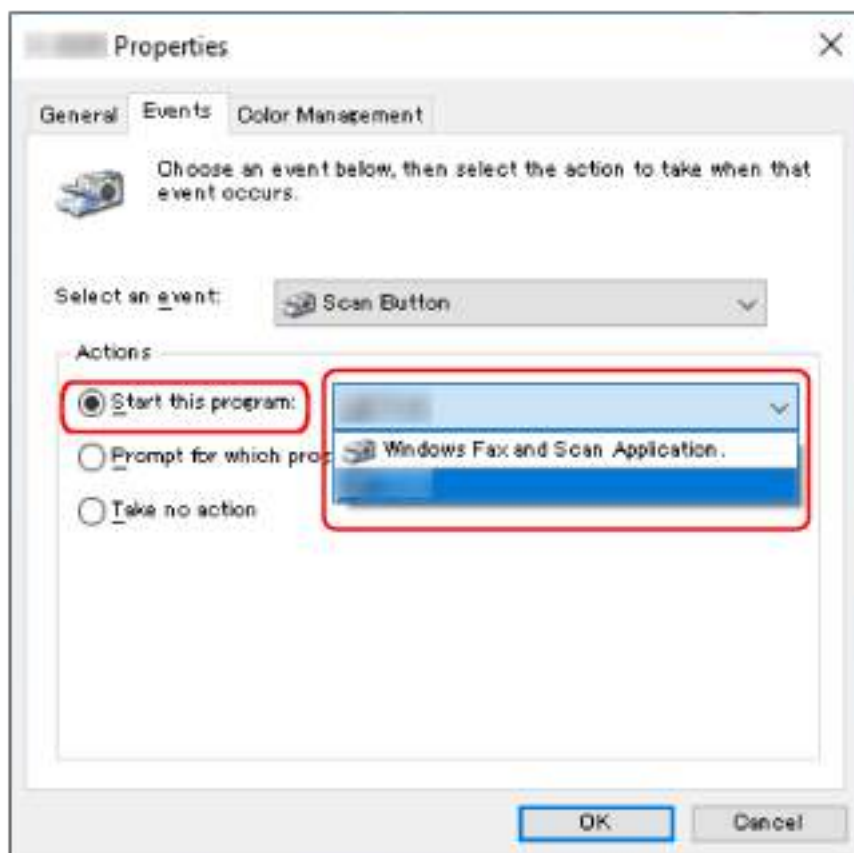 Properties
General Events Color Management
Choose an event below, then select the action to take when that
event occurs.
Select an event: Scan Button
Actions
Start this program:
Prompt for which Windows Fax and Scan Application.
Take no action
OK Cancel